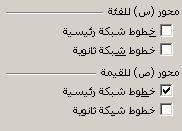 محور (س) للفئة
خطوط شبكة رئيسية
خطوط شبكة ثانوية
محور (ص) للقيمة
خطوط شبكة رئيسية
خطوط شبكة ثانوية